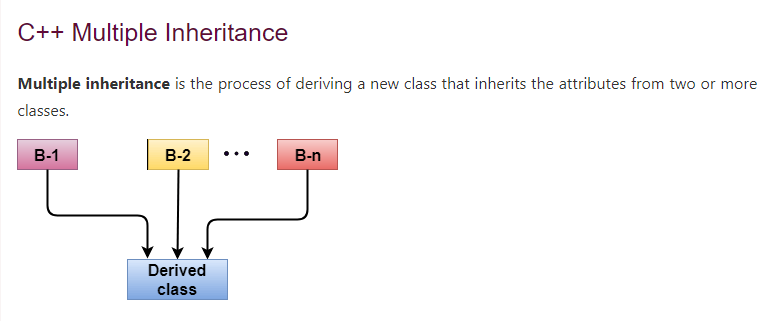 C++ Multiple Inheritance
Multiple inheritance is the process of deriving a new class that inherits the attributes from two or more
classes.
B-1
B-2
B-n
Derived
class